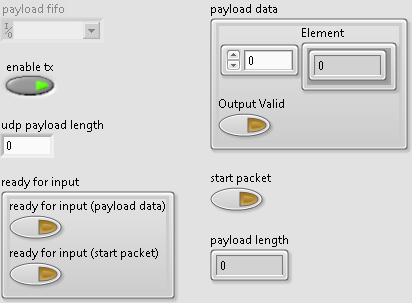 payload fifo
I/O
enable tx
udp payload length
0
ready for input
ready for input (payload data)
ready for input (start packet)
payload data
Element
0
0
Output Valid
start packet
payload length
0